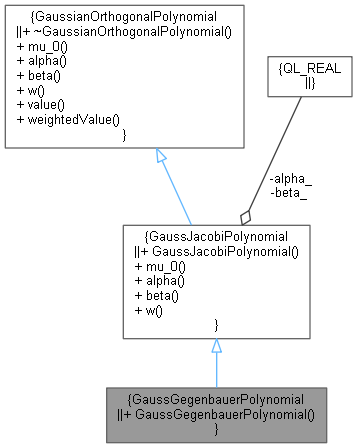 {GaussianOrthogonalPolynomial
||+ ~GaussianOrthogonalPolynomial()
+ mu_0()
+ alpha()
+ beta()
+ w()
+ value()
+ weightedValue()
}
{QL_REAL
||}
-alpha_
-beta_
{GaussJacobiPolynomial
||+ GaussJacobiPolynomial()
+ mu_0()
+ alpha()
+ beta()
+ w()
}
{GaussGegenbauerPolynomial
||+ GaussGegenbauerPolynomial()
}